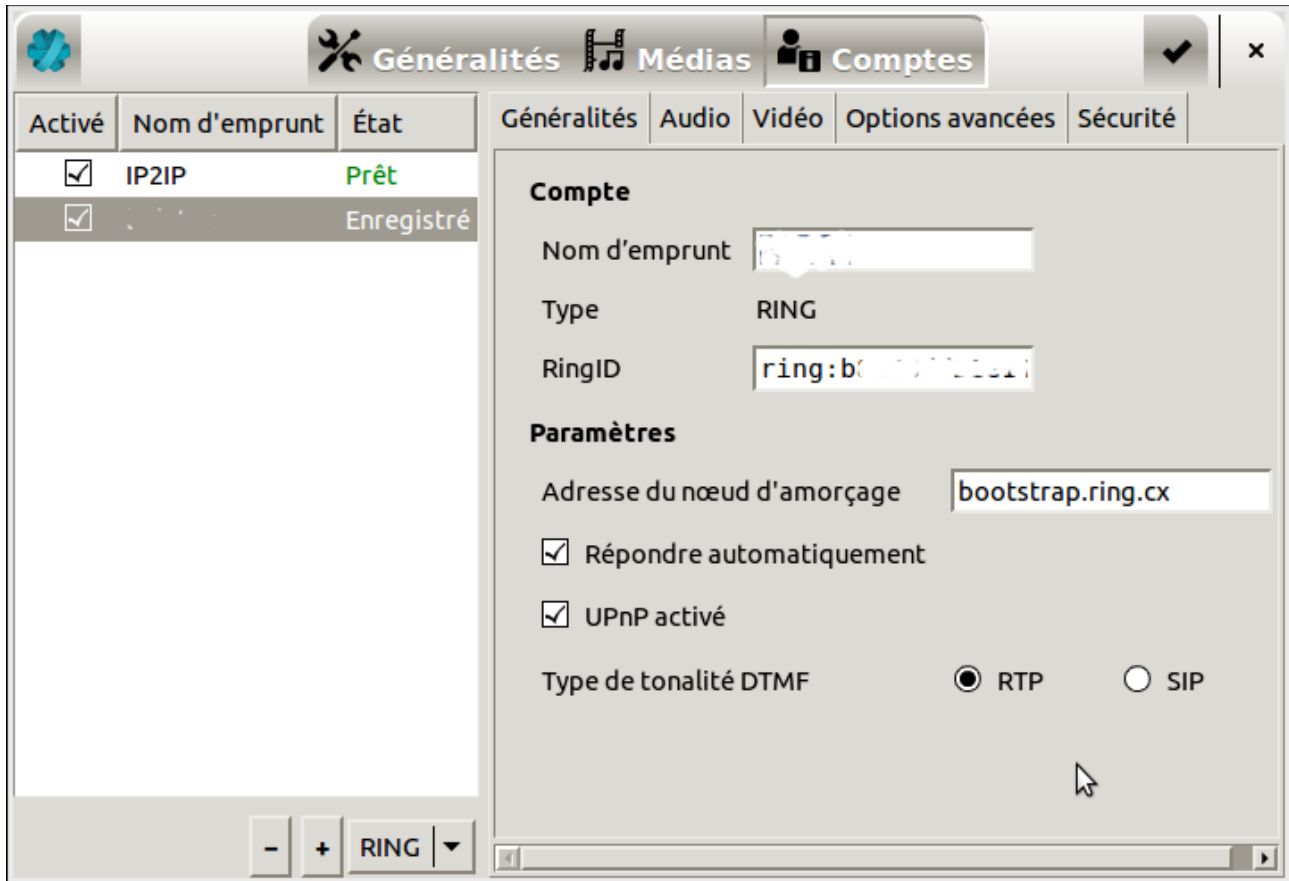 Généralités Médias Comptes
Activé Nom d'emprunt État
IP2IP Prêt
Enregistré
RING
Généralités Audio Vidéo Options avancées Sécurité
Compte
Nom d’emprunt
Type RING
RingID ring:b
Paramètres
Adresse du nœud d'amorçage bootstrap.ring.cx
Répondre automatiquement
UPnP activé
Type de tonalité DTMF RTP SIP